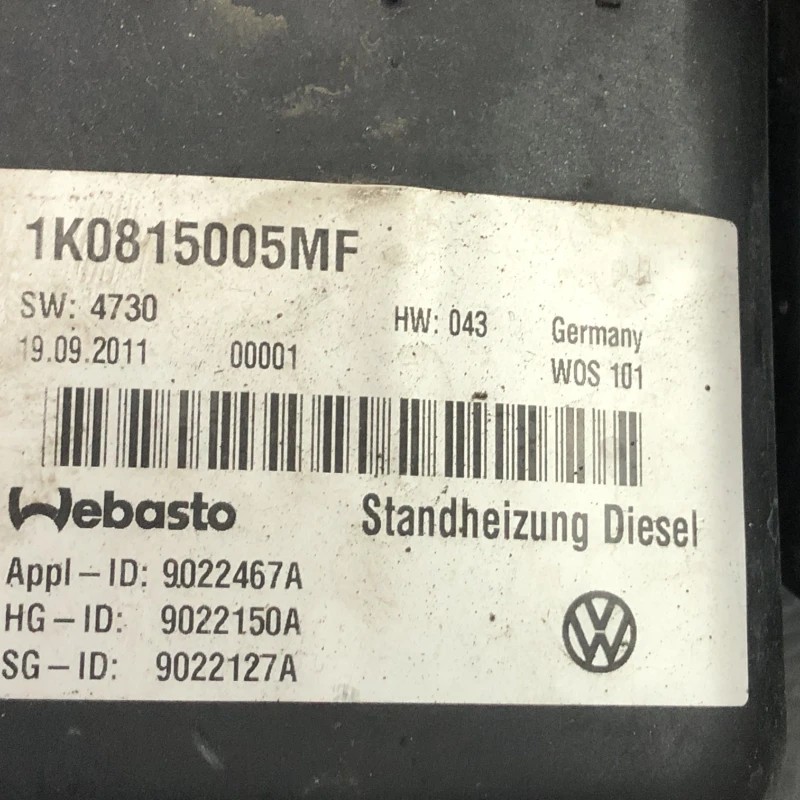 1K0815005MF
SW: 4730 HW: 043 Germany
19.09.2011 00001 WOS 101
Webasto Standheizung Diesel
Appl-ID: 9022467A
HG-ID: 9022150A
SG-ID: 9022127A
VW